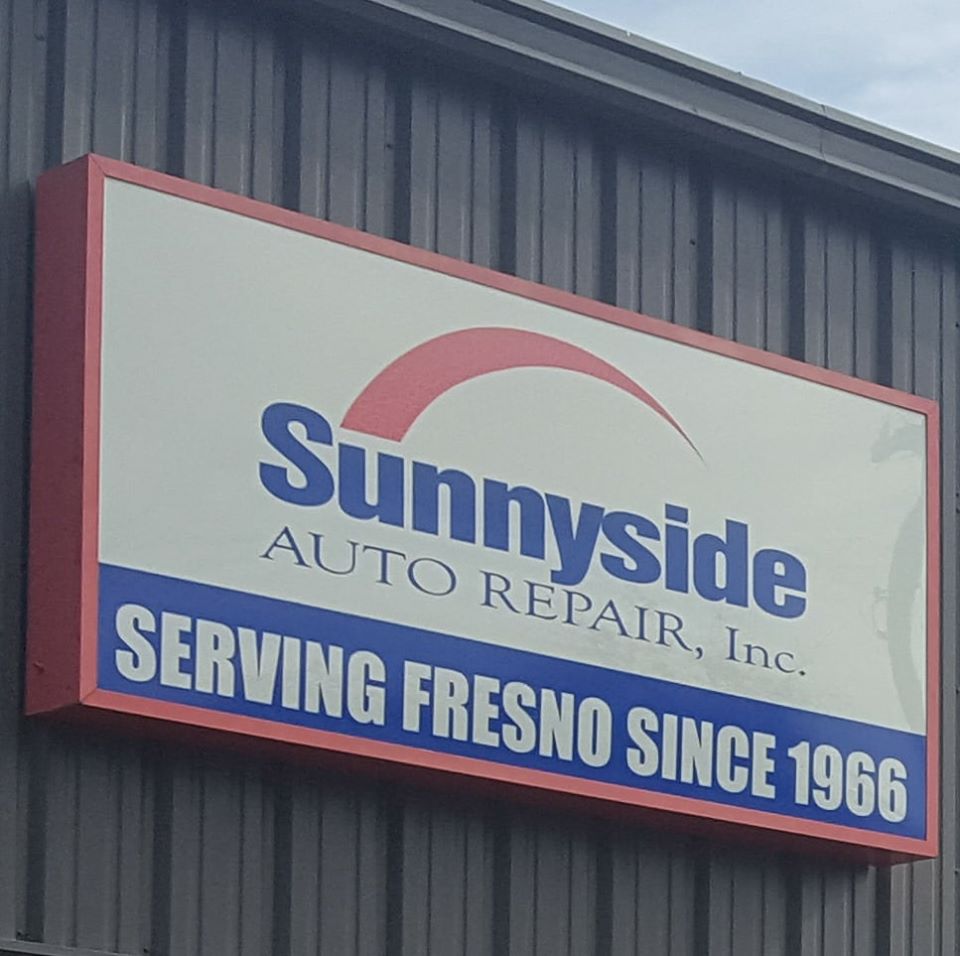 Sunnyside
AUTO REPAIR, Inc.
SERVING FRESNO SINCE 1966